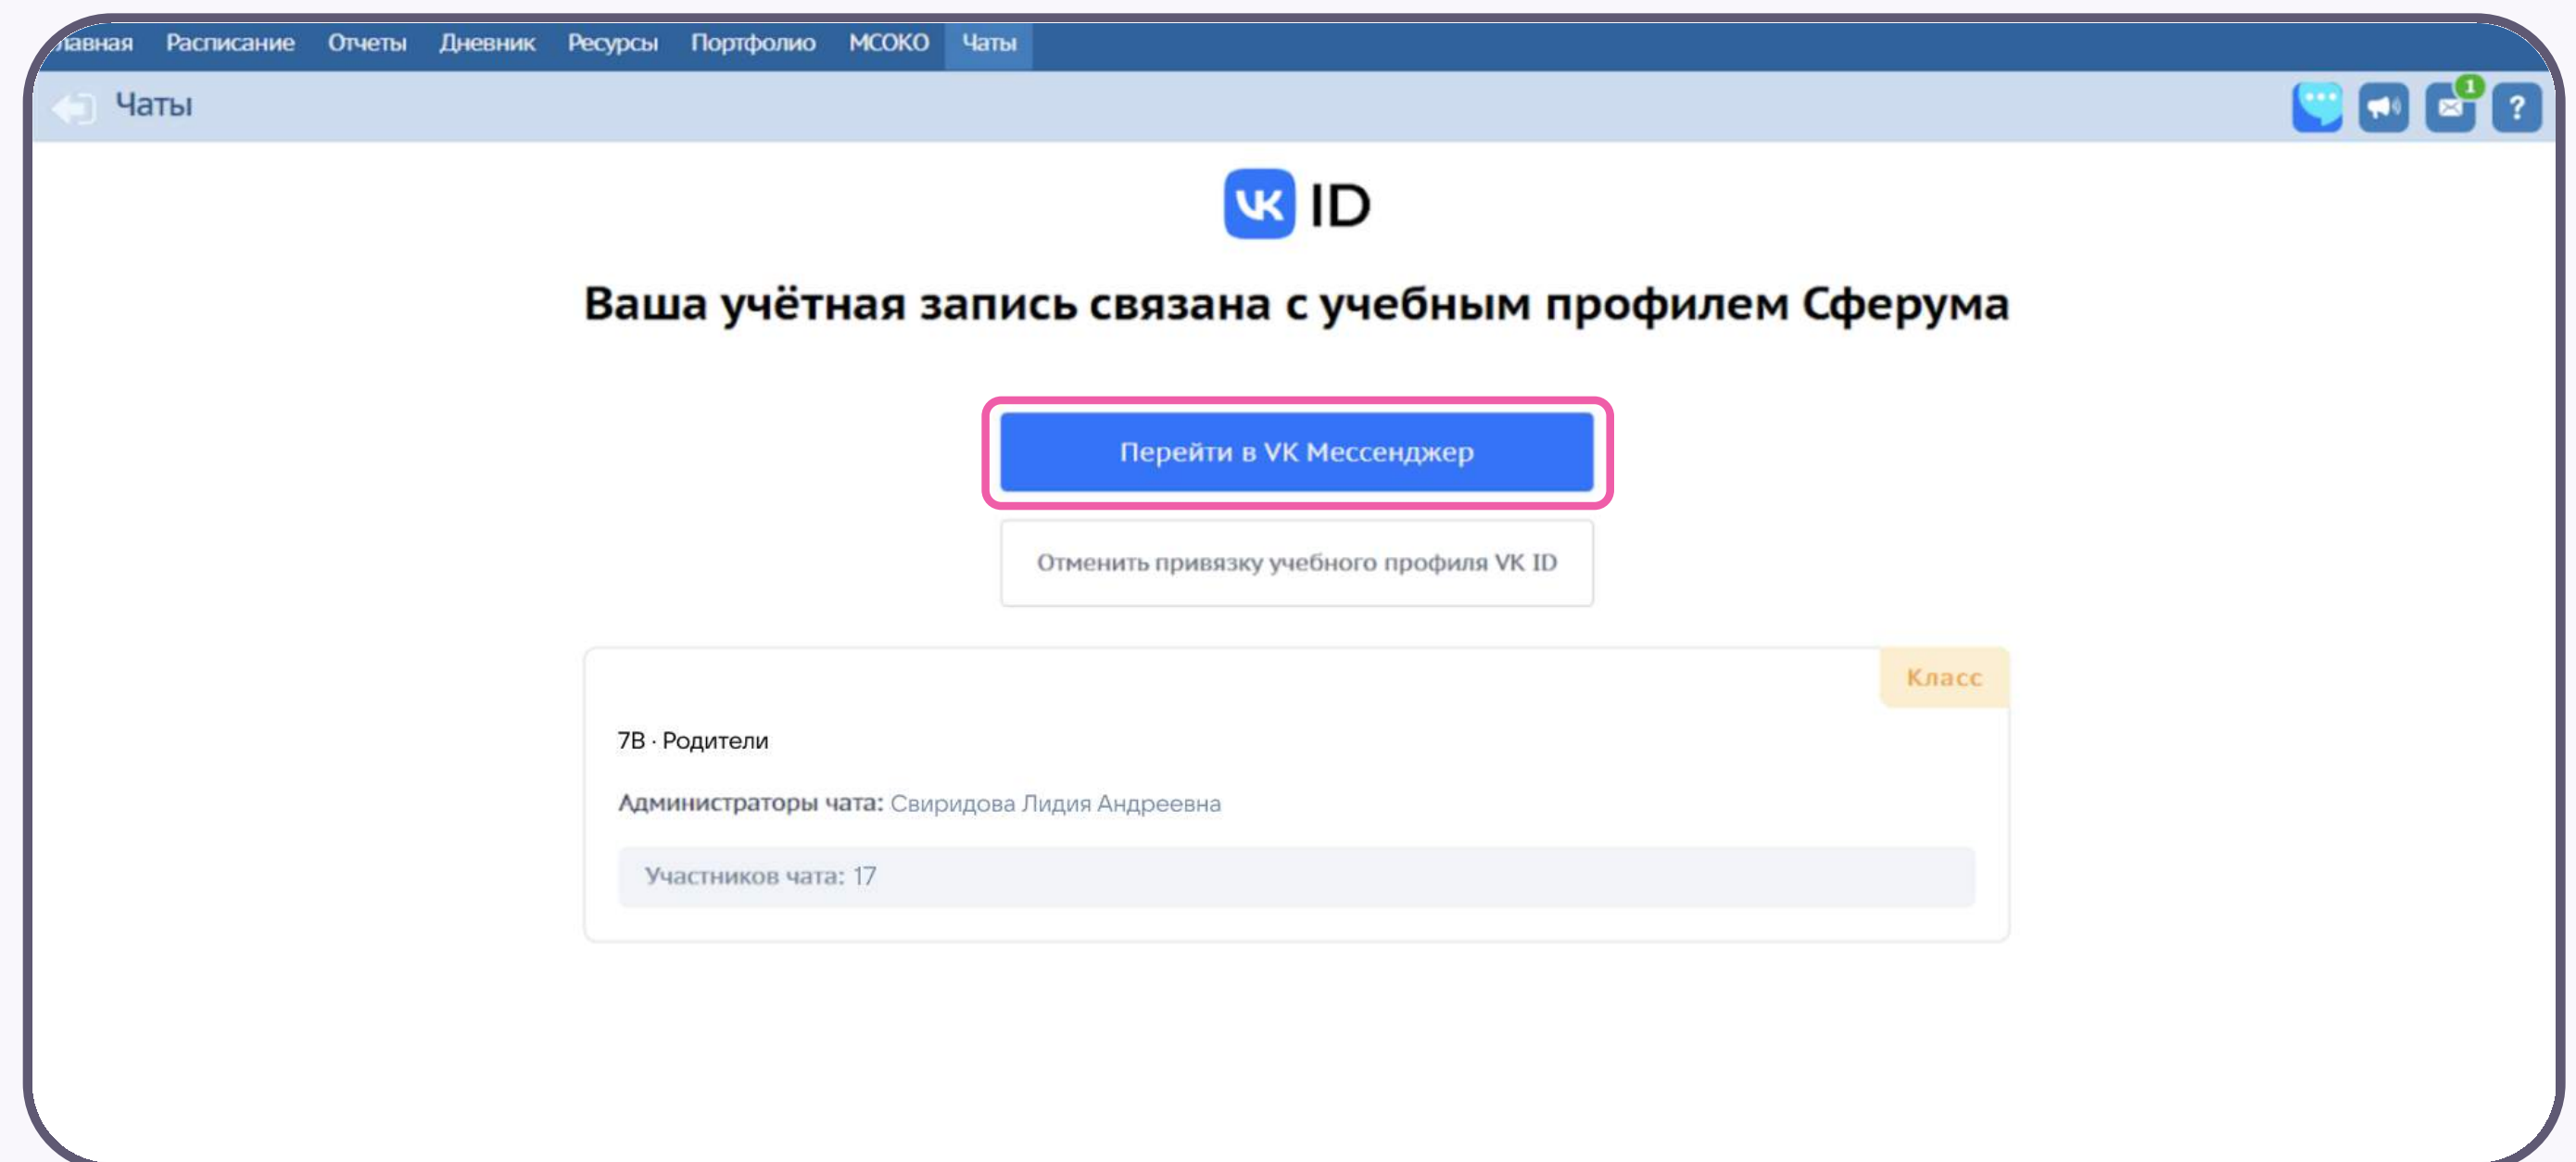 лавная Расписание Отчеты Дневник Ресурсы Портфолио МСОКО Чаты
Чаты
1
?
VK ID
Ваша учётная запись связана с учебным профилем Сферума
Перейти в VK Мессенджер
Отменить привязку учебного профиля VK ID
Класс
7В · Родители
Администраторы чата: Свиридова Лидия Андреевна
Участников чата: 17